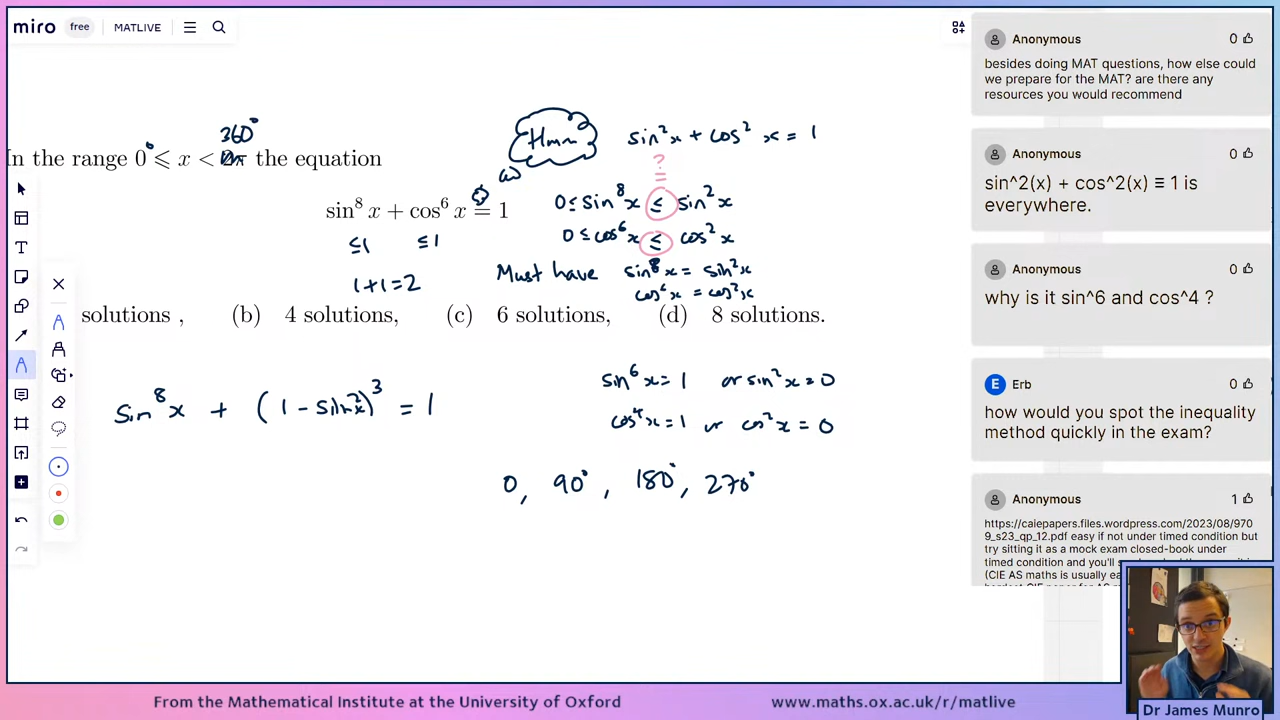 miro free MATLIVE
360°
In the range 0° ⩽ x < 2π the equation
Hmm
sin²x + cos²x = 1
?
=
sin⁸ x + cos⁶ x = 1
≤1 ≤1
1+1=2
0≤sin⁸x ≤ sin²x
0≤cos⁶x ≤ cos²x
Must have sin⁸x = sin²x
cos⁶x = cos²x
solutions , (b) 4 solutions, (c) 6 solutions, (d) 8 solutions.
sin⁸x + (1-sin²x)³ = 1
sin⁶x=1 or sin²x=0
cos⁴x=1 or cos²x=0
0, 90°, 180°, 270°
Anonymous 0
besides doing MAT questions, how else could
we prepare for the MAT? are there any
resources you would recommend
Anonymous 0
sin^2(x) + cos^2(x) ≡ 1 is
everywhere.
Anonymous 0
why is it sin^6 and cos^4 ?
E Erb 0
how would you spot the inequality
method quickly in the exam?
Anonymous 1
https://caiepapers.files.wordpress.com/2023/08/970
9_s23_qp_12.pdf easy if not under timed condition but
try sitting it as a mock exam closed-book under
timed condition and you'll
(CIE AS maths is usually
Dr James Munro
From the Mathematical Institute at the University of Oxford www.maths.ox.ac.uk/r/matlive